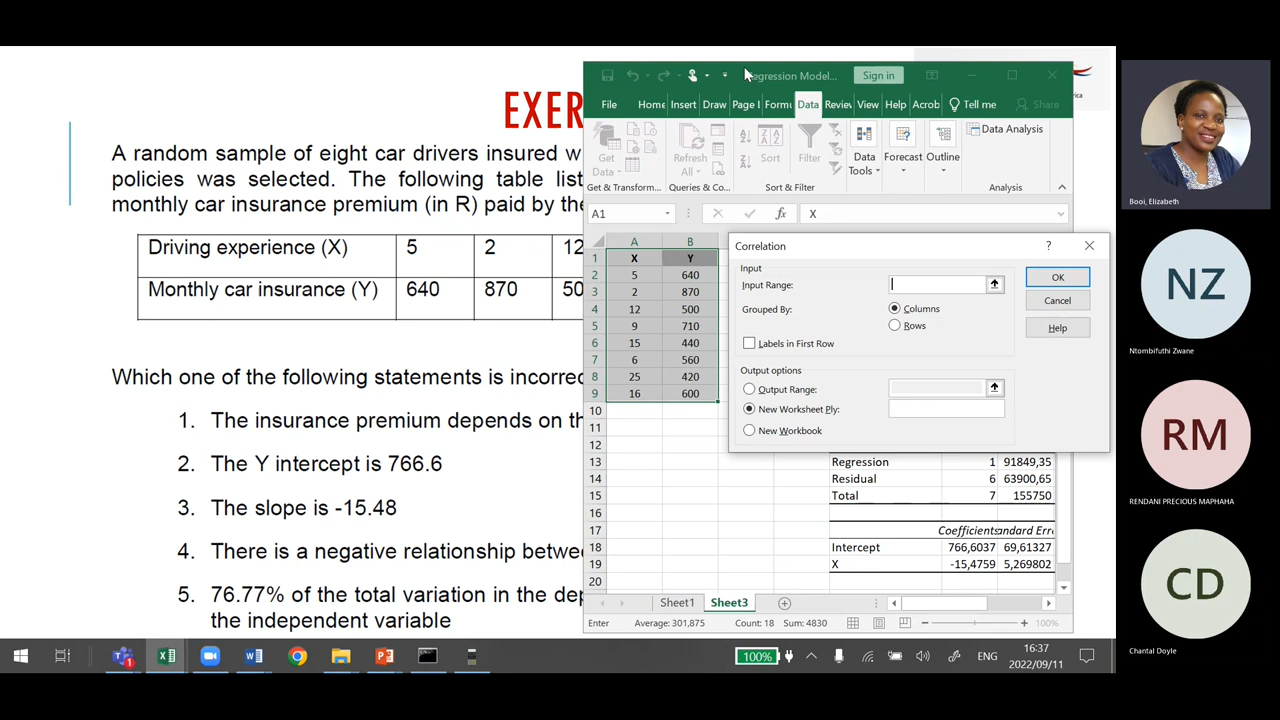 EXER
A random sample of eight car drivers insured w
policies was selected. The following table list
monthly car insurance premium (in R) paid by the
Driving experience (X) 5 2 12
Monthly car insurance (Y) 640 870 50
Which one of the following statements is incorre
1. The insurance premium depends on th
2. The Y intercept is 766.6
3. The slope is -15.48
4. There is a negative relationship betwe
5. 76.77% of the total variation in the dep
the independent variable
egression Model...
Sign in
File Home Insert Draw Page l Formu Data Review View Help Acrob Tell me Share
Get Data
Refresh All
Sort
Filter
Data Tools
Forecast
Outline
Data Analysis
Get & Transform... Queries & Co... Sort & Filter Analysis
A1 fx X
A B
1 X Y
2 5 640
3 2 870
4 12 500
5 9 710
6 15 440
7 6 560
8 25 420
9 16 600
10
11
12
13 Regression 1 91849,35
14 Residual 6 63900,65
15 Total 7 155750
16
17 Coefficients ndard Erro
18 Intercept 766,6037 69,61327
19 X -15,4759 5,269802
20
Correlation ?
Input
Input Range:
Grouped By: Columns
Rows
Labels in First Row
Output options
Output Range:
New Worksheet Ply:
New Workbook
OK
Cancel
Help
Sheet1 Sheet3
Enter Average: 301,875 Count: 18 Sum: 4830 100%
100% ENG 16:37
2022/09/11
Booi, Elizabeth
NZ
Ntombifuthi Zwane
RM
RENDANI PRECIOUS MAPHAHA
CD
Chantal Doyle